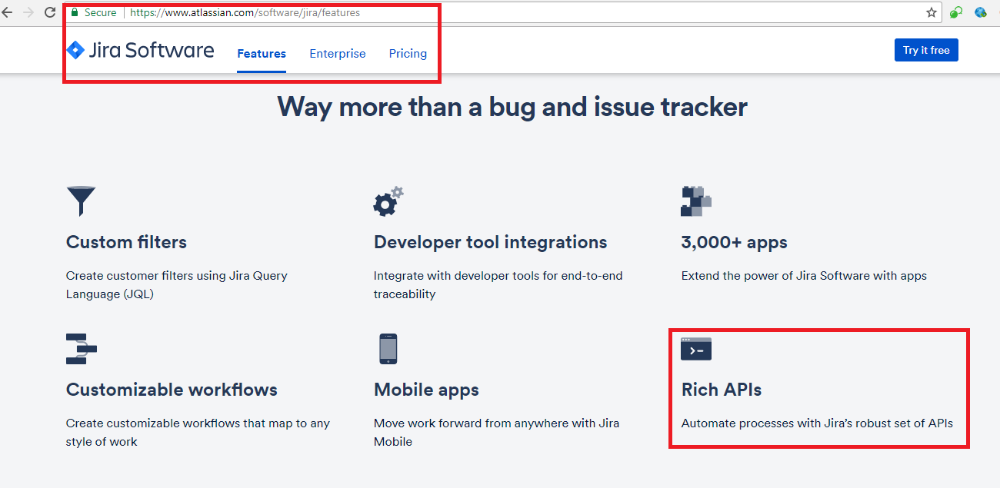 Secure https://www.atlassian.com/software/jira/features
Jira Software Features Enterprise Pricing Try it free
Way more than a bug and issue tracker
Custom filters
Create customer filters using Jira Query
Language (JQL)
Developer tool integrations
Integrate with developer tools for end-to-end
traceability
3,000+ apps
Extend the power of Jira Software with apps
Customizable workflows
Create customizable workflows that map to any
style of work
Mobile apps
Move work forward from anywhere with Jira
Mobile
Rich APIs
Automate processes with Jira's robust set of APIs